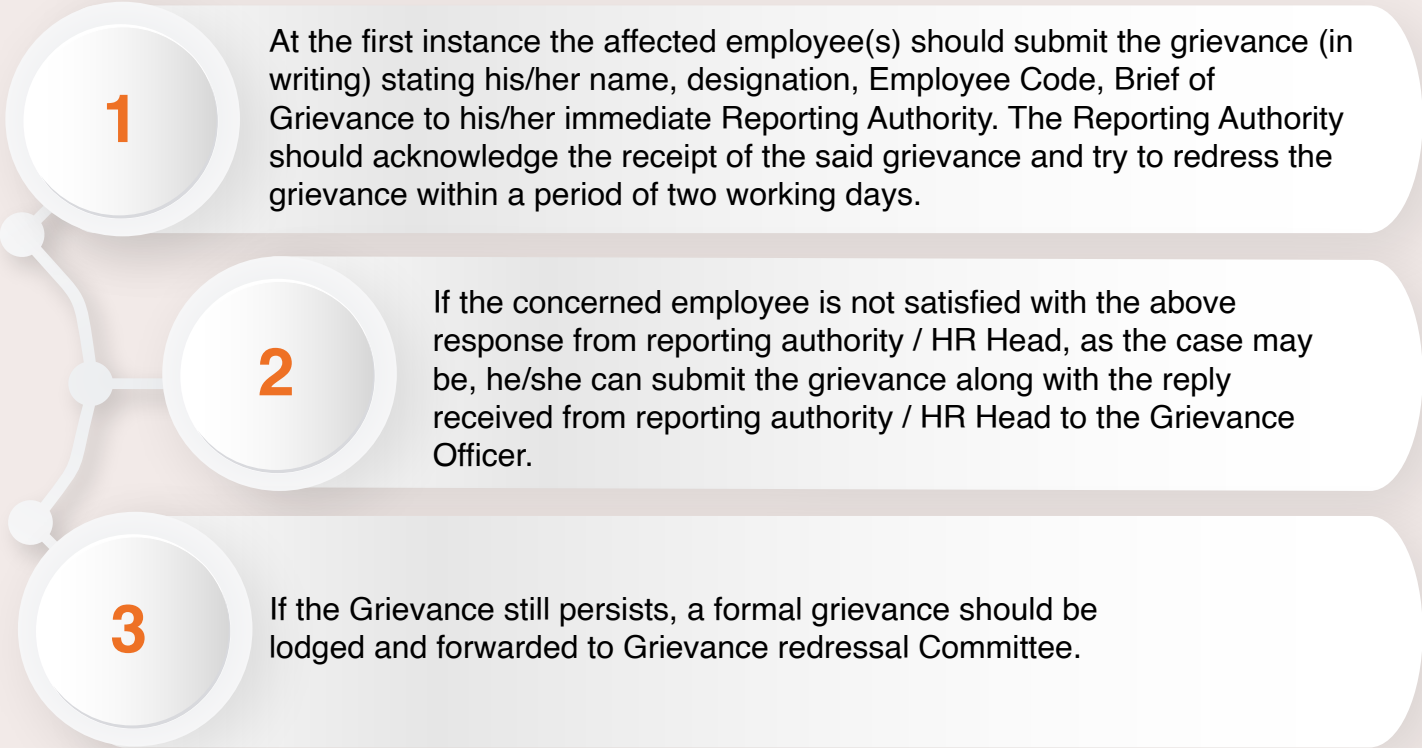 1
At the first instance the affected employee(s) should submit the grievance (in
writing) stating his/her name, designation, Employee Code, Brief of
Grievance to his/her immediate Reporting Authority. The Reporting Authority
should acknowledge the receipt of the said grievance and try to redress the
grievance within a period of two working days.
2
If the concerned employee is not satisfied with the above
response from reporting authority / HR Head, as the case may
be, he/she can submit the grievance along with the reply
received from reporting authority / HR Head to the Grievance
Officer.
3
If the Grievance still persists, a formal grievance should be
lodged and forwarded to Grievance redressal Committee.